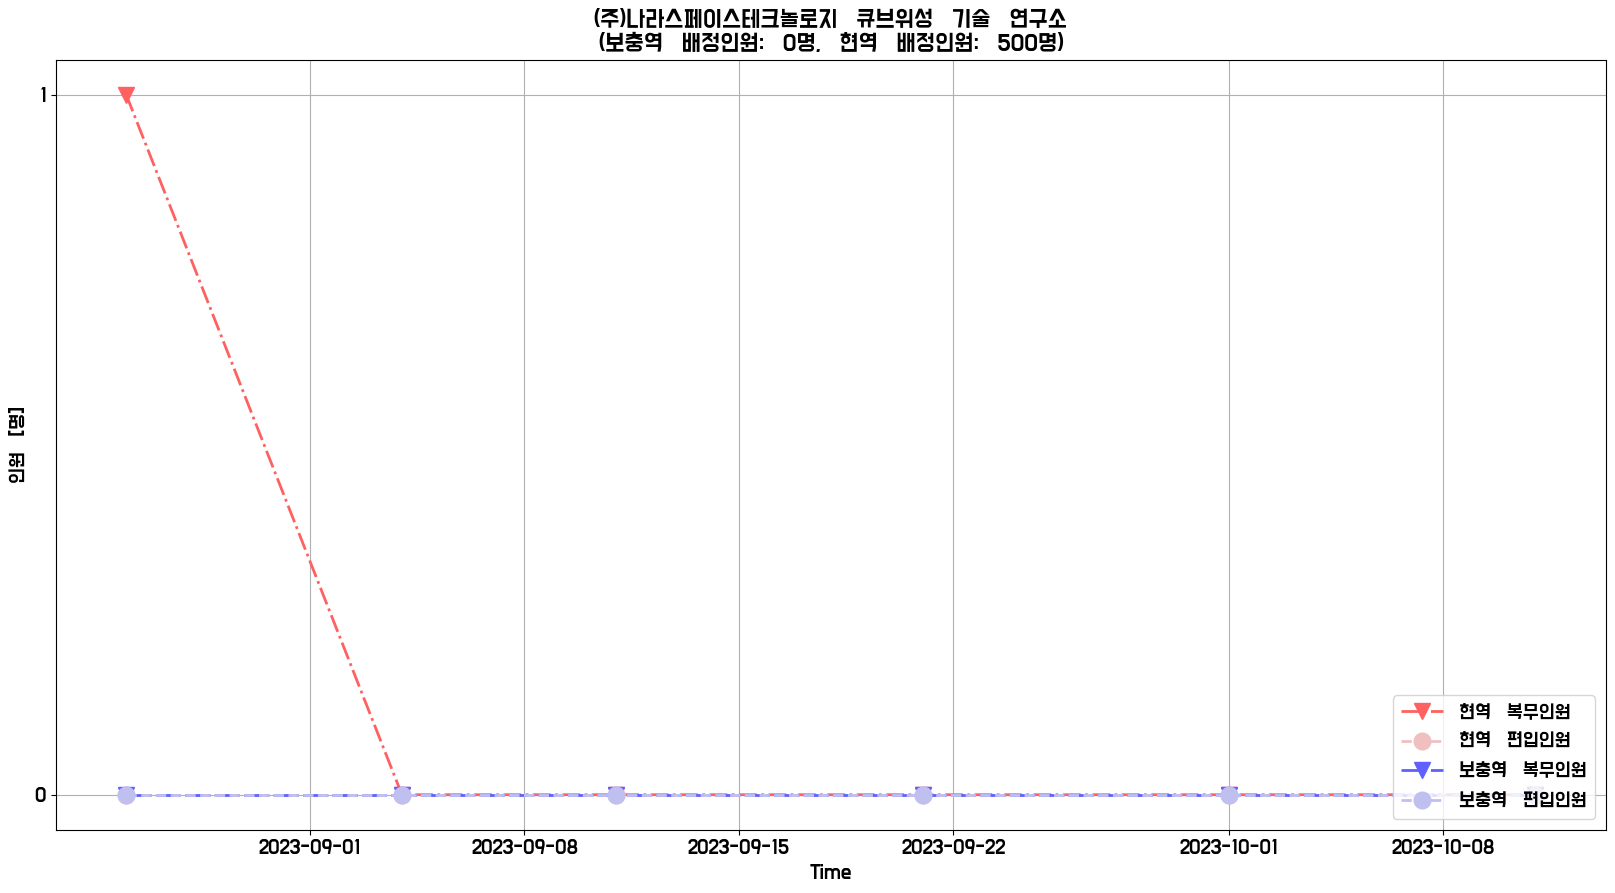 (주)나라스페이스테크놀로지 큐브위성 기술 연구소
(보충역 배정인원: 0명, 현역 배정인원: 500명)
1
0
인원 [명]
2023-09-01
2023-09-08
2023-09-15
2023-09-22
2023-10-01
2023-10-08
Time
현역 복무인원
현역 편입인원
보충역 복무인원
보충역 편입인원